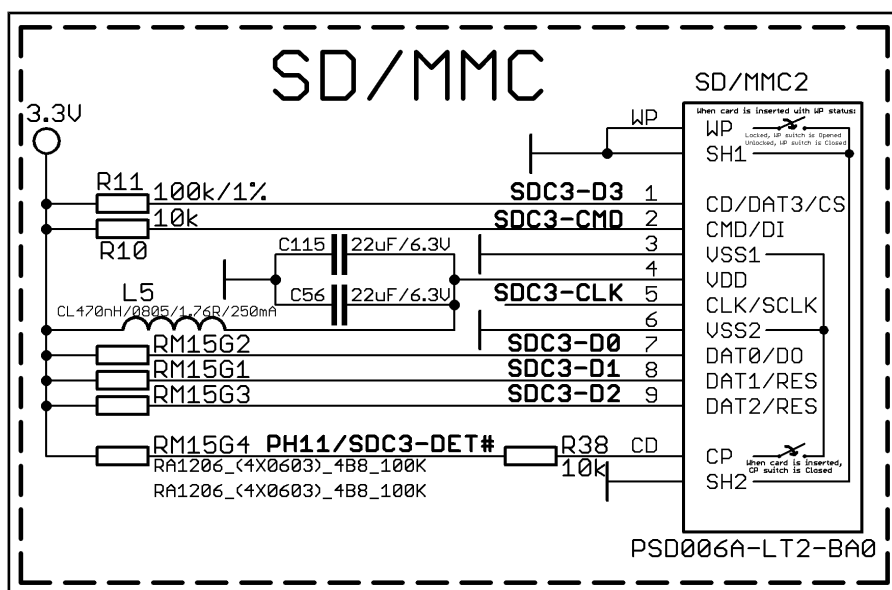 SD/MMC
SD/MMC2
3.3V
WP
When card is inserted with WP status:
WP
Locked, WP switch is Opened
Unlocked, WP switch is Closed
SH1
R11 100k/1%
SDC3-D3 1
CD/DAT3/CS
10k
R10
SDC3-CMD 2
CMD/DI
C115 22uF/6.3V
3
VSS1
4
VDD
L5
CL470nH/0805/1.76R/250mA
C56 22uF/6.3V
SDC3-CLK 5
CLK/SCLK
6
VSS2
RM15G2
SDC3-D0 7
DAT0/DO
RM15G1
SDC3-D1 8
DAT1/RES
RM15G3
SDC3-D2 9
DAT2/RES
RM15G4 PH11/SDC3-DET#
R38
10k
CD
CP
When card is inserted,
CP switch is Closed
RA1206_(4X0603)_4B8_100K
SH2
RA1206_(4X0603)_4B8_100K
PSD006A-LT2-BA0